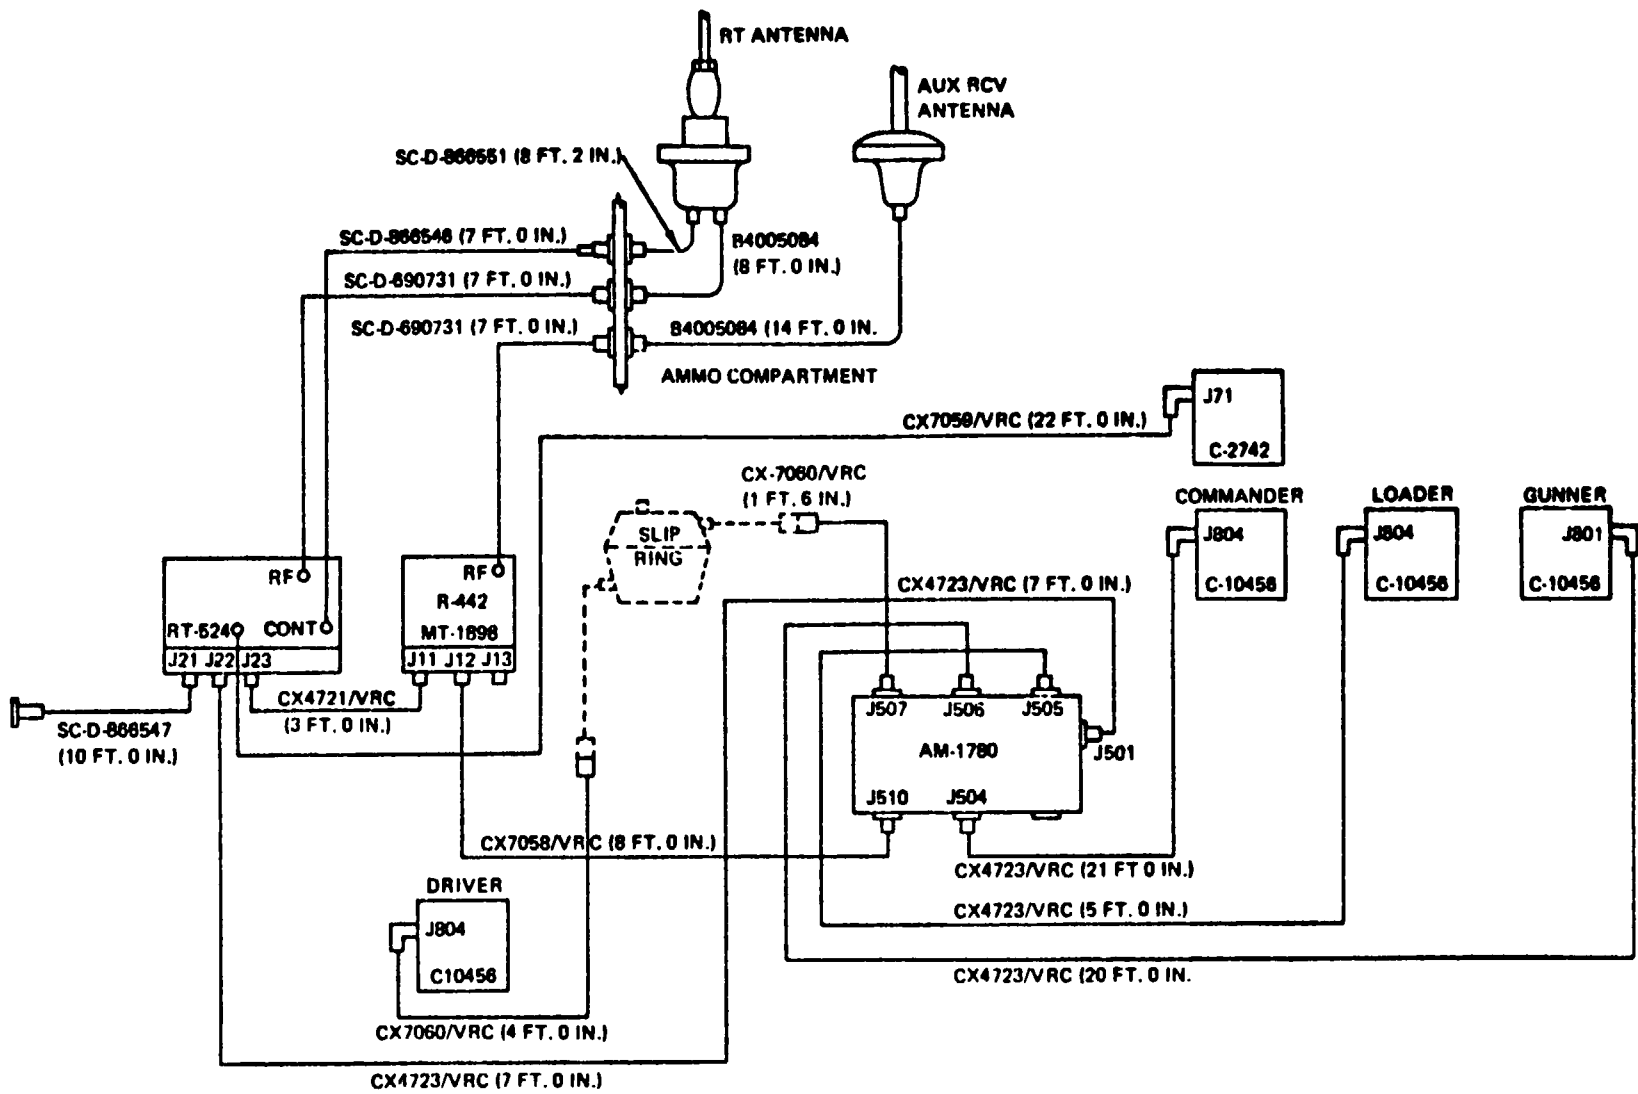 RT ANTENNA
AUX RCV
ANTENNA
SC-D-866551 (8 FT. 2 IN.)
SC-D-866546 (7 FT. 0 IN.)
B4005084
(8 FT. 0 IN.)
SC-D-690731 (7 FT. 0 IN.)
SC-D-690731 (7 FT. 0 IN.)
B4005084 (14 FT. 0 IN.
AMMO COMPARTMENT
J71
C-2742
CX7059/VRC (22 FT. 0 IN.)
CX-7060/VRC
(1 FT. 6 IN.)
SLIP
RING
COMMANDER
J804
C-10456
LOADER
J804
C-10456
GUNNER
J801
C-10456
RF
RT-524
CONT
J21 J22 J23
RF
R-442
MT-1898
J11 J12 J13
CX4723/VRC (7 FT. 0 IN.)
CX4721/VRC
(3 FT. 0 IN.)
SC-D-866547
(10 FT. 0 IN.)
J507 J506 J505
AM-1780
J501
J510 J504
CX7058/VRC (8 FT. 0 IN.)
CX4723/VRC (21 FT 0 IN.)
CX4723/VRC (5 FT. 0 IN.)
CX4723/VRC (20 FT. 0 IN.
DRIVER
J804
C10456
CX7060/VRC (4 FT. 0 IN.)
CX4723/VRC (7 FT. 0 IN.)